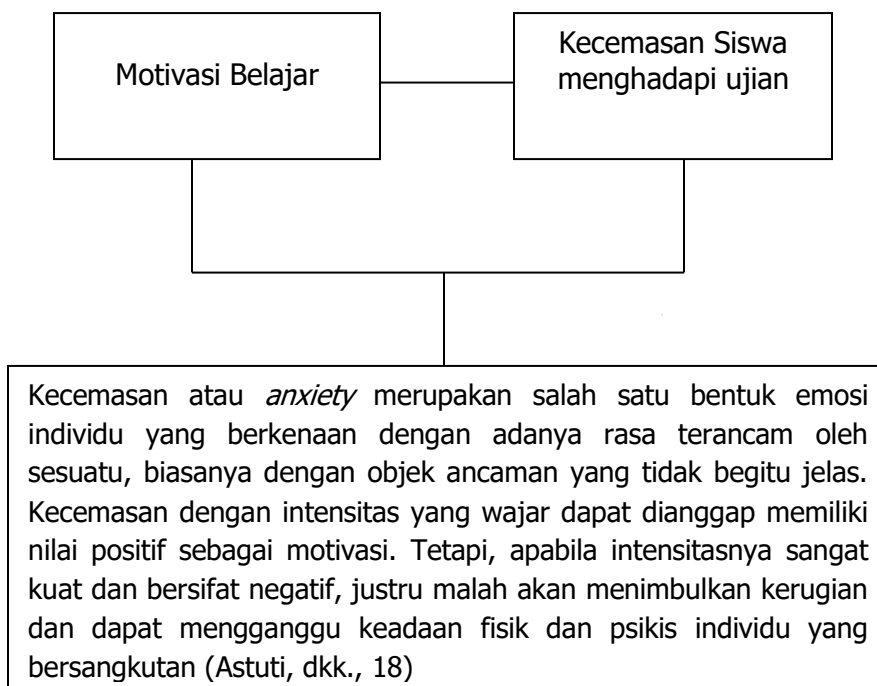 Motivasi Belajar
Kecemasan Siswa
menghadapi ujian
Kecemasan atau anxiety merupakan salah satu bentuk emosi
individu yang berkenaan dengan adanya rasa terancam oleh
sesuatu, biasanya dengan objek ancaman yang tidak begitu jelas.
Kecemasan dengan intensitas yang wajar dapat dianggap memiliki
nilai positif sebagai motivasi. Tetapi, apabila intensitasnya sangat
kuat dan bersifat negatif, justru malah akan menimbulkan kerugian
dan dapat mengganggu keadaan fisik dan psikis individu yang
bersangkutan (Astuti, dkk., 18)